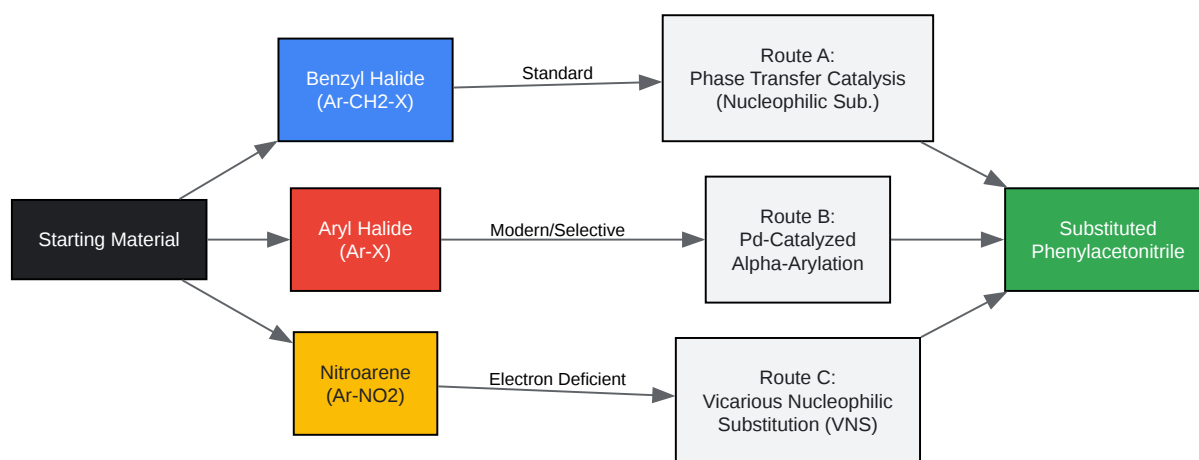 Starting Material
Benzyl Halide
(Ar-CH2-X)
Standard
Route A:
Phase Transfer Catalysis
(Nucleophilic Sub.)
Aryl Halide
(Ar-X)
Modern/Selective
Route B:
Pd-Catalyzed
Alpha-Arylation
Nitroarene
(Ar-NO2)
Electron Deficient
Route C:
Vicarious Nucleophilic
Substitution (VNS)
Substituted
Phenylacetonitrile